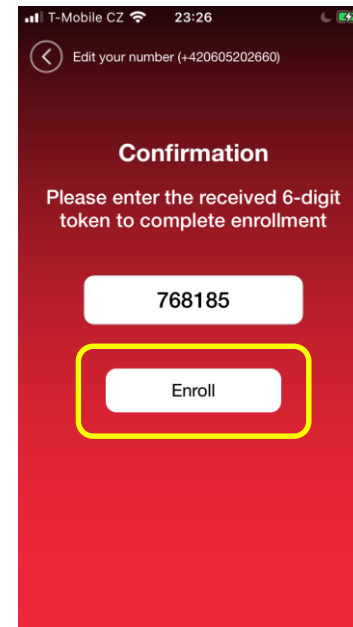 T-Mobile CZ 23:26
Edit your number (+420605202660)
Confirmation
Please enter the received 6-digit
token to complete enrollment
768185
Enroll